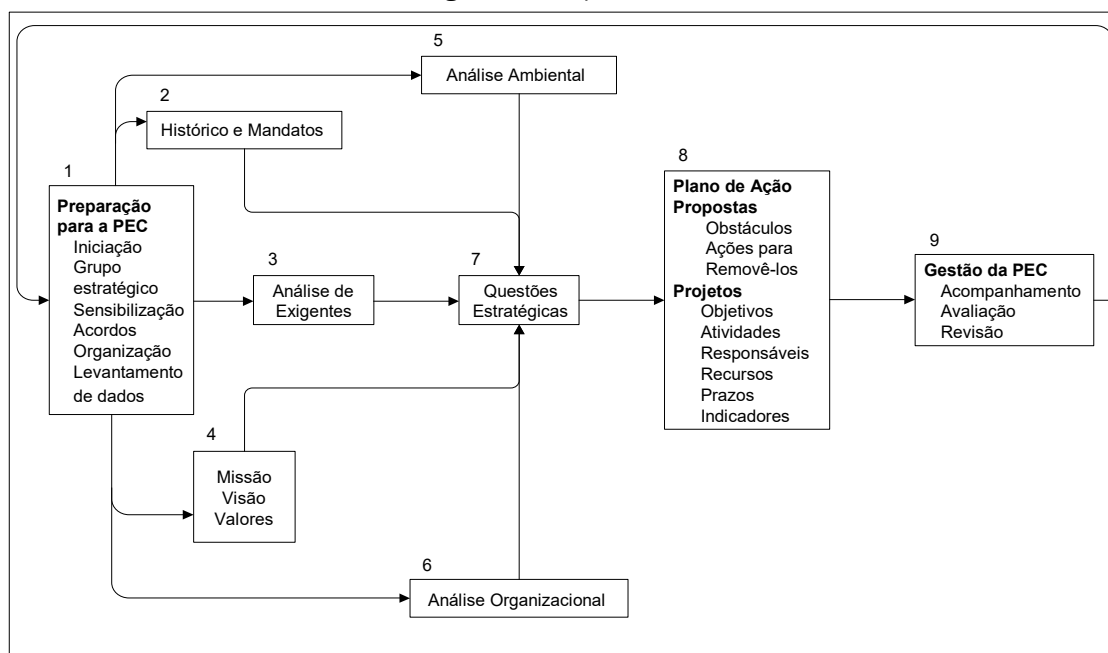 5
Análise Ambiental
2
Histórico e Mandatos
1
Preparação
para a PEC
Iniciação
Grupo
estratégico
Sensibilização
Acordos
Organização
Levantamento
de dados
3
Análise de
Exigentes
4
Missão
Visão
Valores
6
Análise Organizacional
7
Questões
Estratégicas
8
Plano de Ação
Propostas
Obstáculos
Ações para
Removê-los
Projetos
Objetivos
Atividades
Responsáveis
Recursos
Prazos
Indicadores
9
Gestão da PEC
Acompanhamento
Avaliação
Revisão